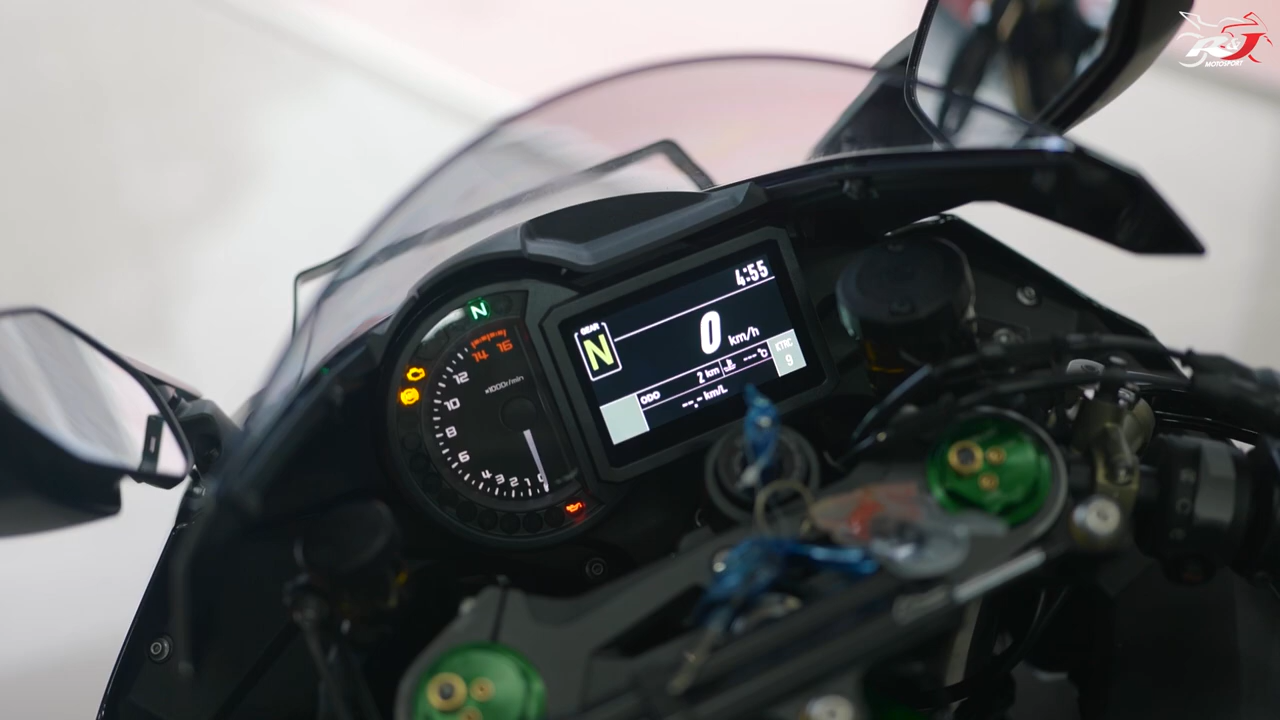 R&J
MOTOSPORT
4:55
GEAR
N
0 km/h
KTRC
9
2 km
--- °C
ODO
--.- km/L
N
14 16
12
×1000r/min
10
8
6
4 3 2 1 0